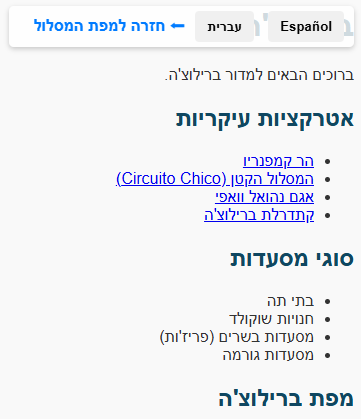 Español
עברית
⬅ חזרה למפת המסלול
ברוכים הבאים למדור ברילוצ'ה.
אטרקציות עיקריות
הר קמפנריו
המסלול הקטן (Circuito Chico)
אגם נהואל וואפי
קתדרלת ברילוצ'ה
סוגי מסעדות
בתי תה
חנויות שוקולד
מסעדות בשרים (פריז'ות)
מסעדות גורמה
מפת ברילוצ'ה